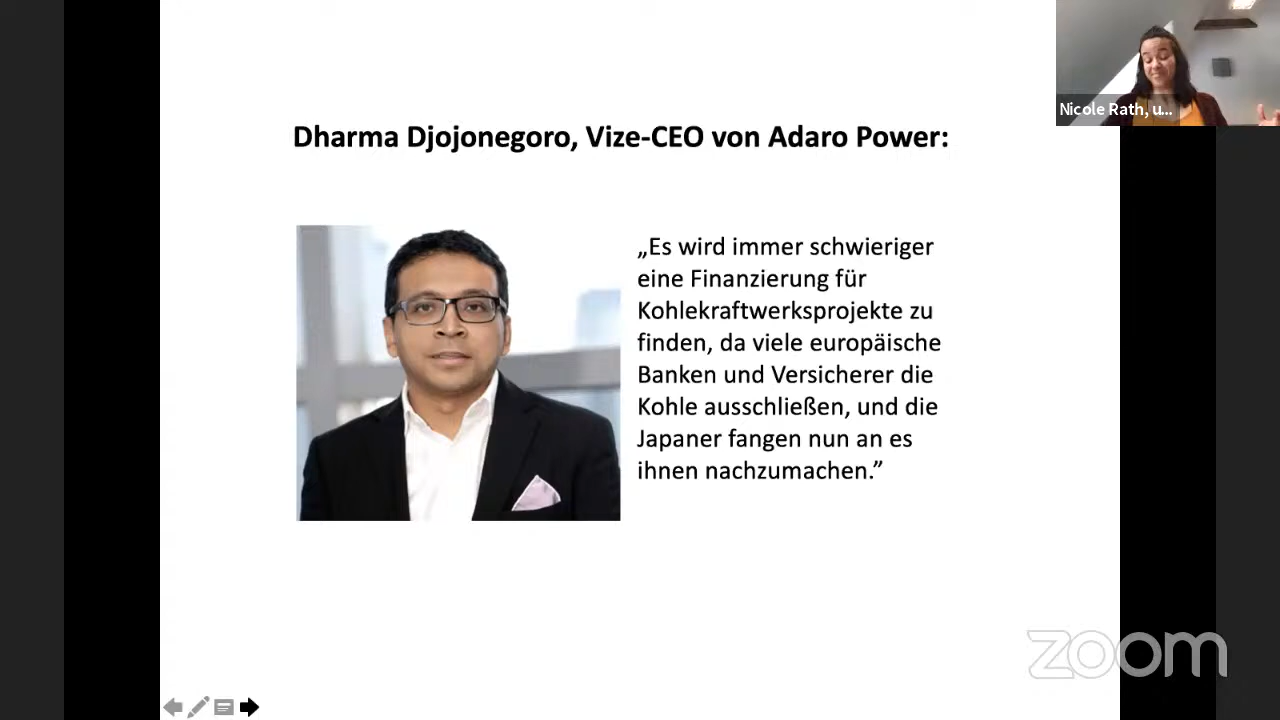 Nicole Rath, u...
Dharma Djojonegoro, Vize-CEO von Adaro Power:
„Es wird immer schwieriger
eine Finanzierung für
Kohlekraftwerksprojekte zu
finden, da viele europäische
Banken und Versicherer die
Kohle ausschließen, und die
Japaner fangen nun an es
ihnen nachzumachen.”
zoom